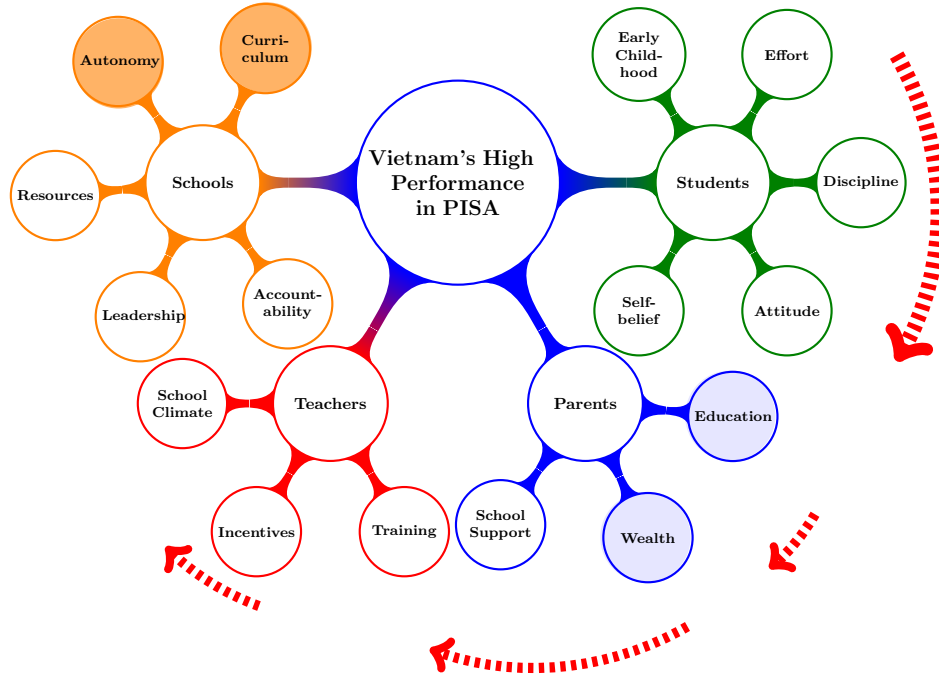 Vietnam's High
Performance
in PISA
Schools
Autonomy
Curri-
culum
Resources
Leadership
Account-
ability
Students
Early
Child-
hood
Effort
Discipline
Attitude
Self-
belief
Teachers
School
Climate
Incentives
Training
Parents
Education
Wealth
School
Support